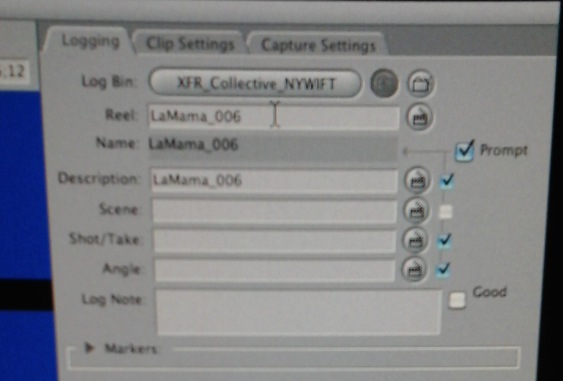 Logging Clip Settings Capture Settings
5;12
Log Bin: XFR_Collective_NYWIFT
Reel: LaMama_006
Name: LaMama_006
Prompt
Description: LaMama_006
Scene:
Shot/Take:
Angle:
Log Note:
Good
Markers: